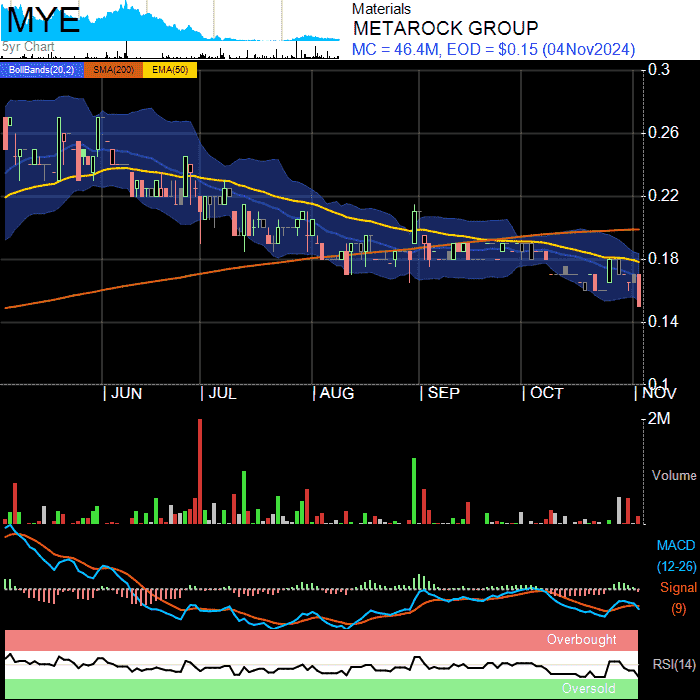 MYE
5yr Chart
Materials
METAROCK GROUP
MC = 46.4M, EOD = $0.15 (04Nov2024)
BollBands(20,2) SMA(200) EMA(50)
0.3
0.26
0.22
0.18
0.14
0.1
JUN JUL AUG SEP OCT NOV
2M
Volume
MACD
(12-26)
Signal
(9)
Overbought
RSI(14)
Oversold